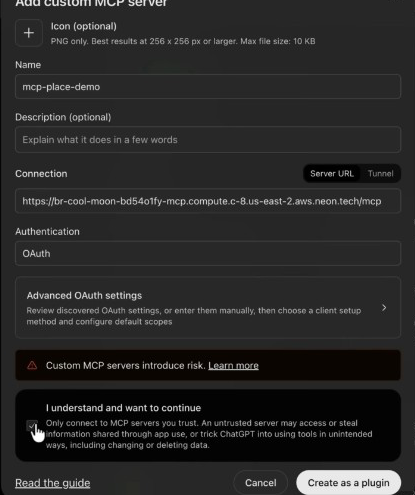 Add custom MCP server
Icon (optional)
PNG only. Best results at 256 x 256 px or larger. Max file size: 10 KB
Name
mcp-place-demo
Description (optional)
Explain what it does in a few words
Connection
Server URL
Tunnel
https://br-cool-moon-bd54o1fy-mcp.compute.c-8.us-east-2.aws.neon.tech/mcp
Authentication
OAuth
Advanced OAuth settings
Review discovered OAuth settings, or enter them manually, then choose a client setup
method and configure default scopes
Custom MCP servers introduce risk. Learn more
I understand and want to continue
Only connect to MCP servers you trust. An untrusted server may access or steal
information shared through app use, or trick ChatGPT into using tools in unintended
ways, including changing or deleting data.
Read the guide
Cancel
Create as a plugin